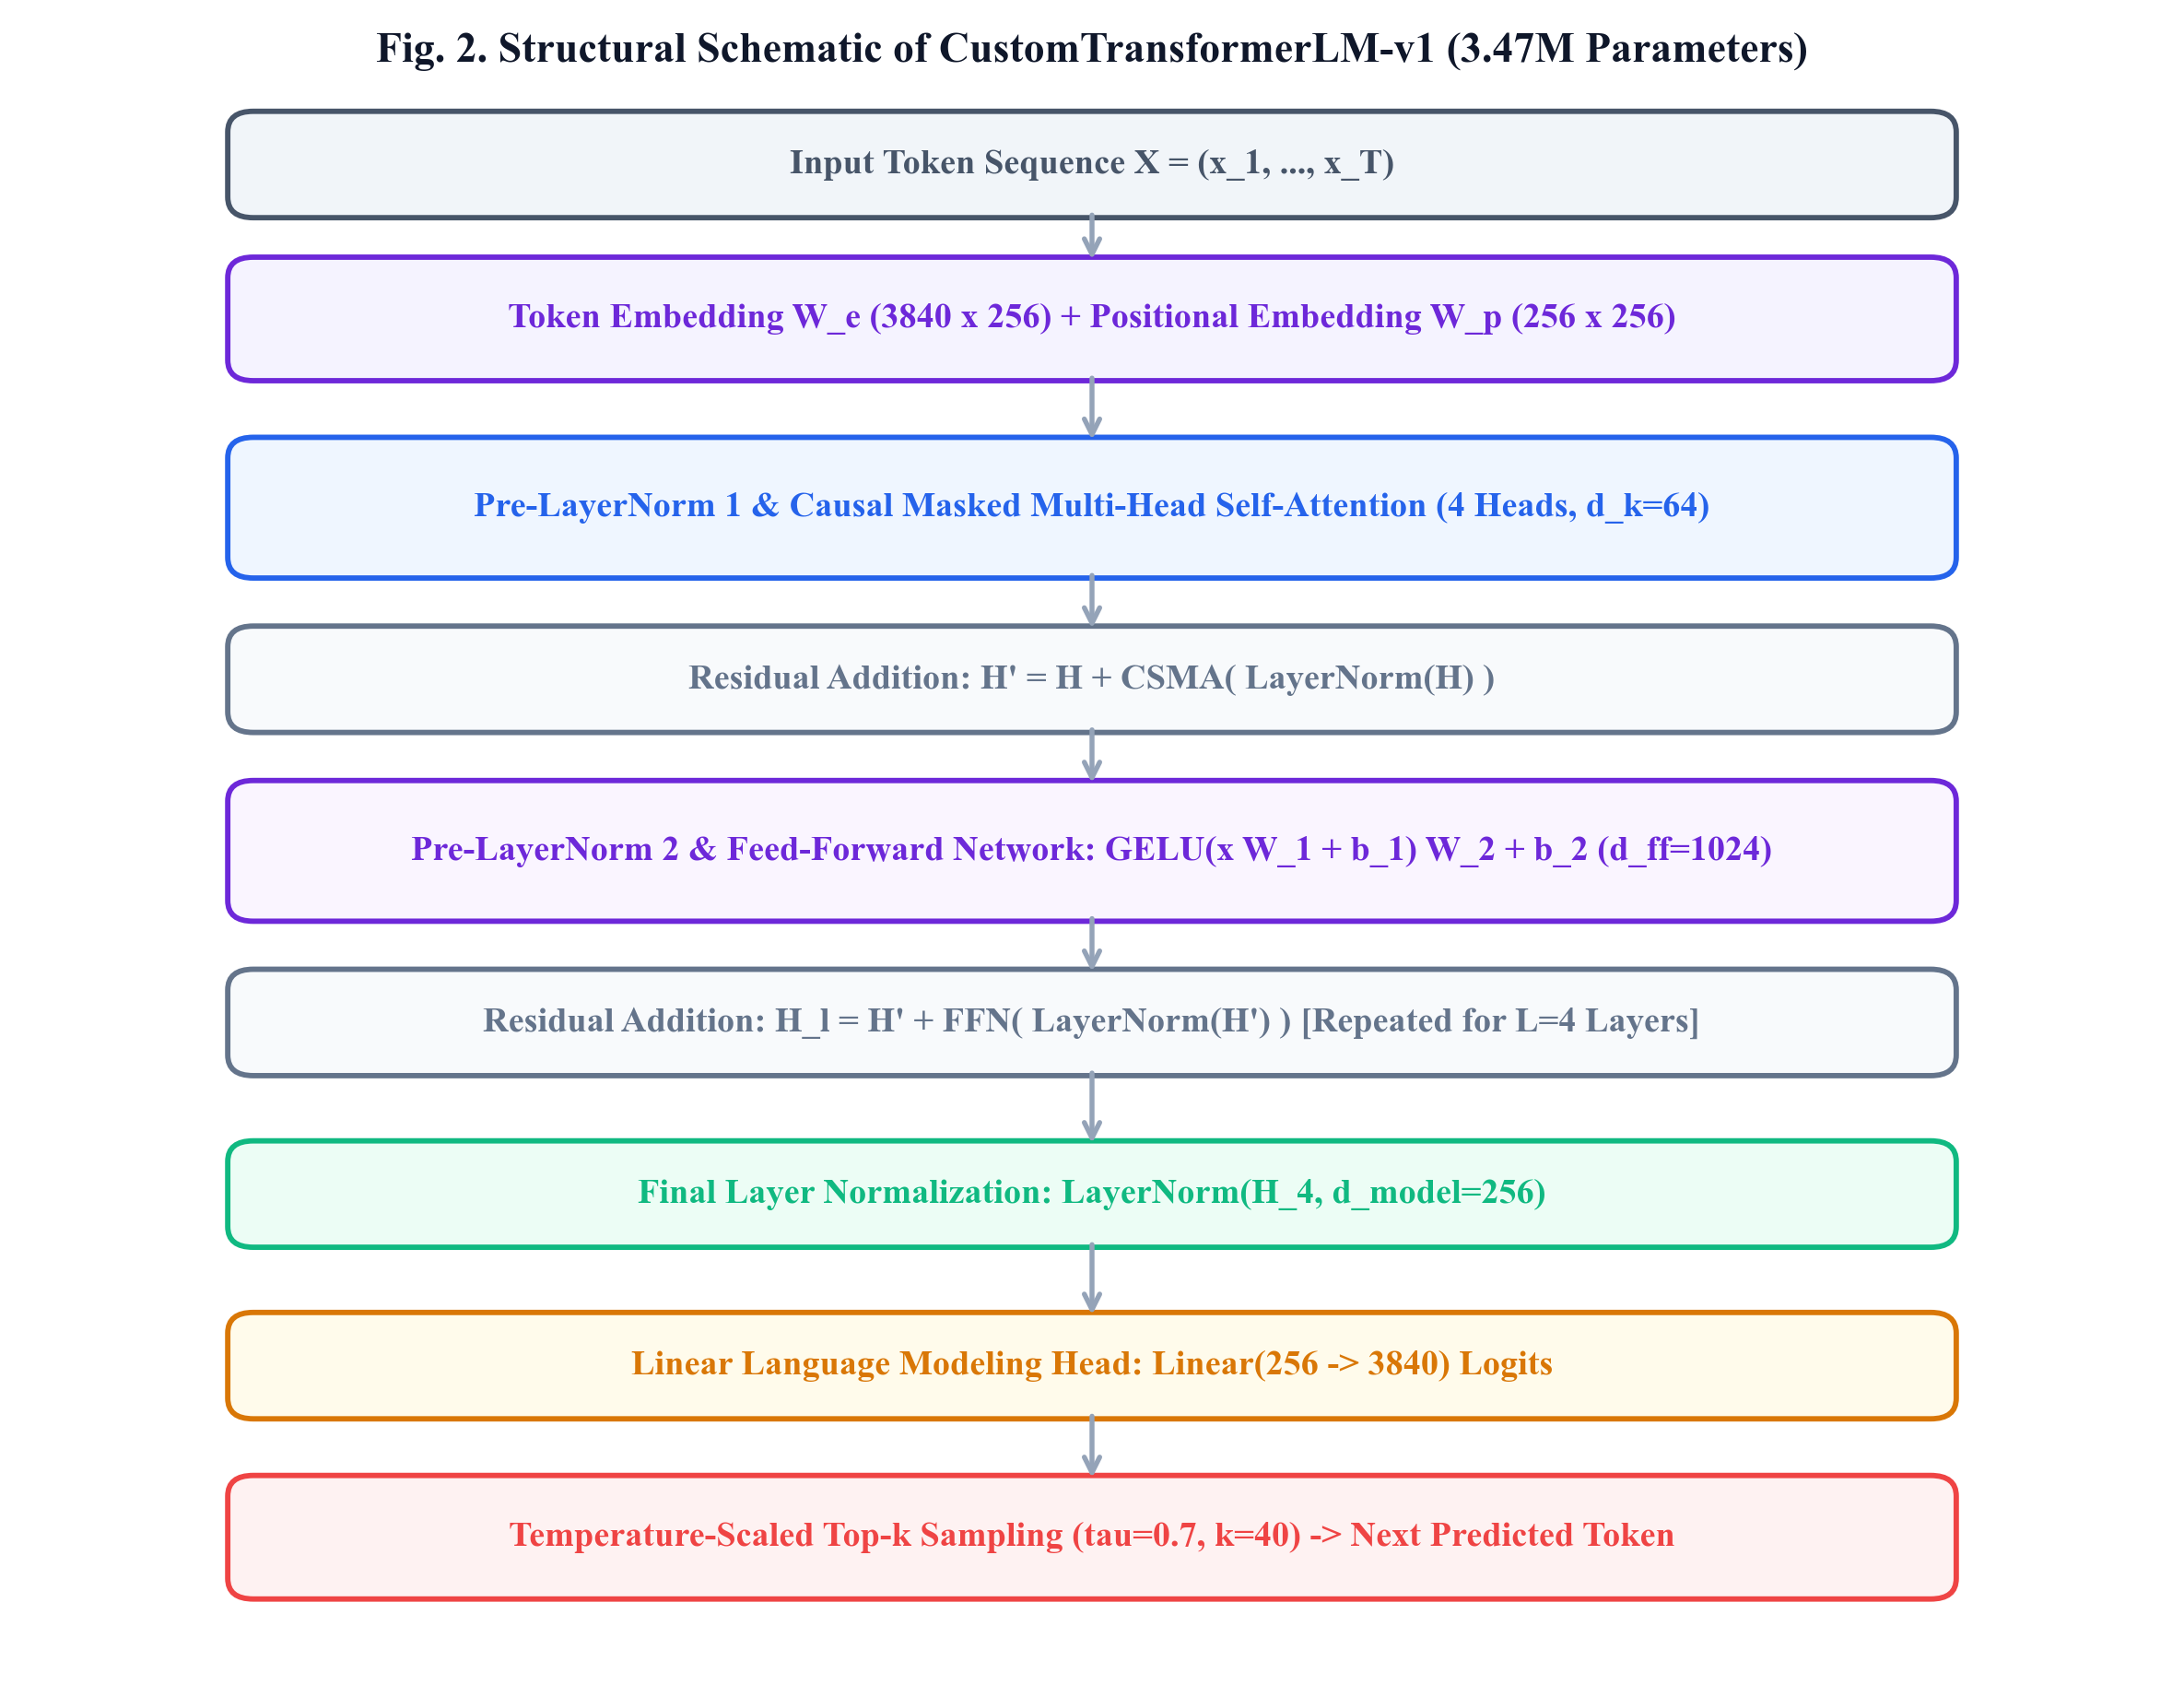 Fig. 2. Structural Schematic of CustomTransformerLM-v1 (3.47M Parameters)
Input Token Sequence X = (x_1, ..., x_T)
Token Embedding W_e (3840 x 256) + Positional Embedding W_p (256 x 256)
Pre-LayerNorm 1 & Causal Masked Multi-Head Self-Attention (4 Heads, d_k=64)
Residual Addition: H' = H + CSMA( LayerNorm(H) )
Pre-LayerNorm 2 & Feed-Forward Network: GELU(x W_1 + b_1) W_2 + b_2 (d_ff=1024)
Residual Addition: H_l = H' + FFN( LayerNorm(H') ) [Repeated for L=4 Layers]
Final Layer Normalization: LayerNorm(H_4, d_model=256)
Linear Language Modeling Head: Linear(256 -> 3840) Logits
Temperature-Scaled Top-k Sampling (tau=0.7, k=40) -> Next Predicted Token